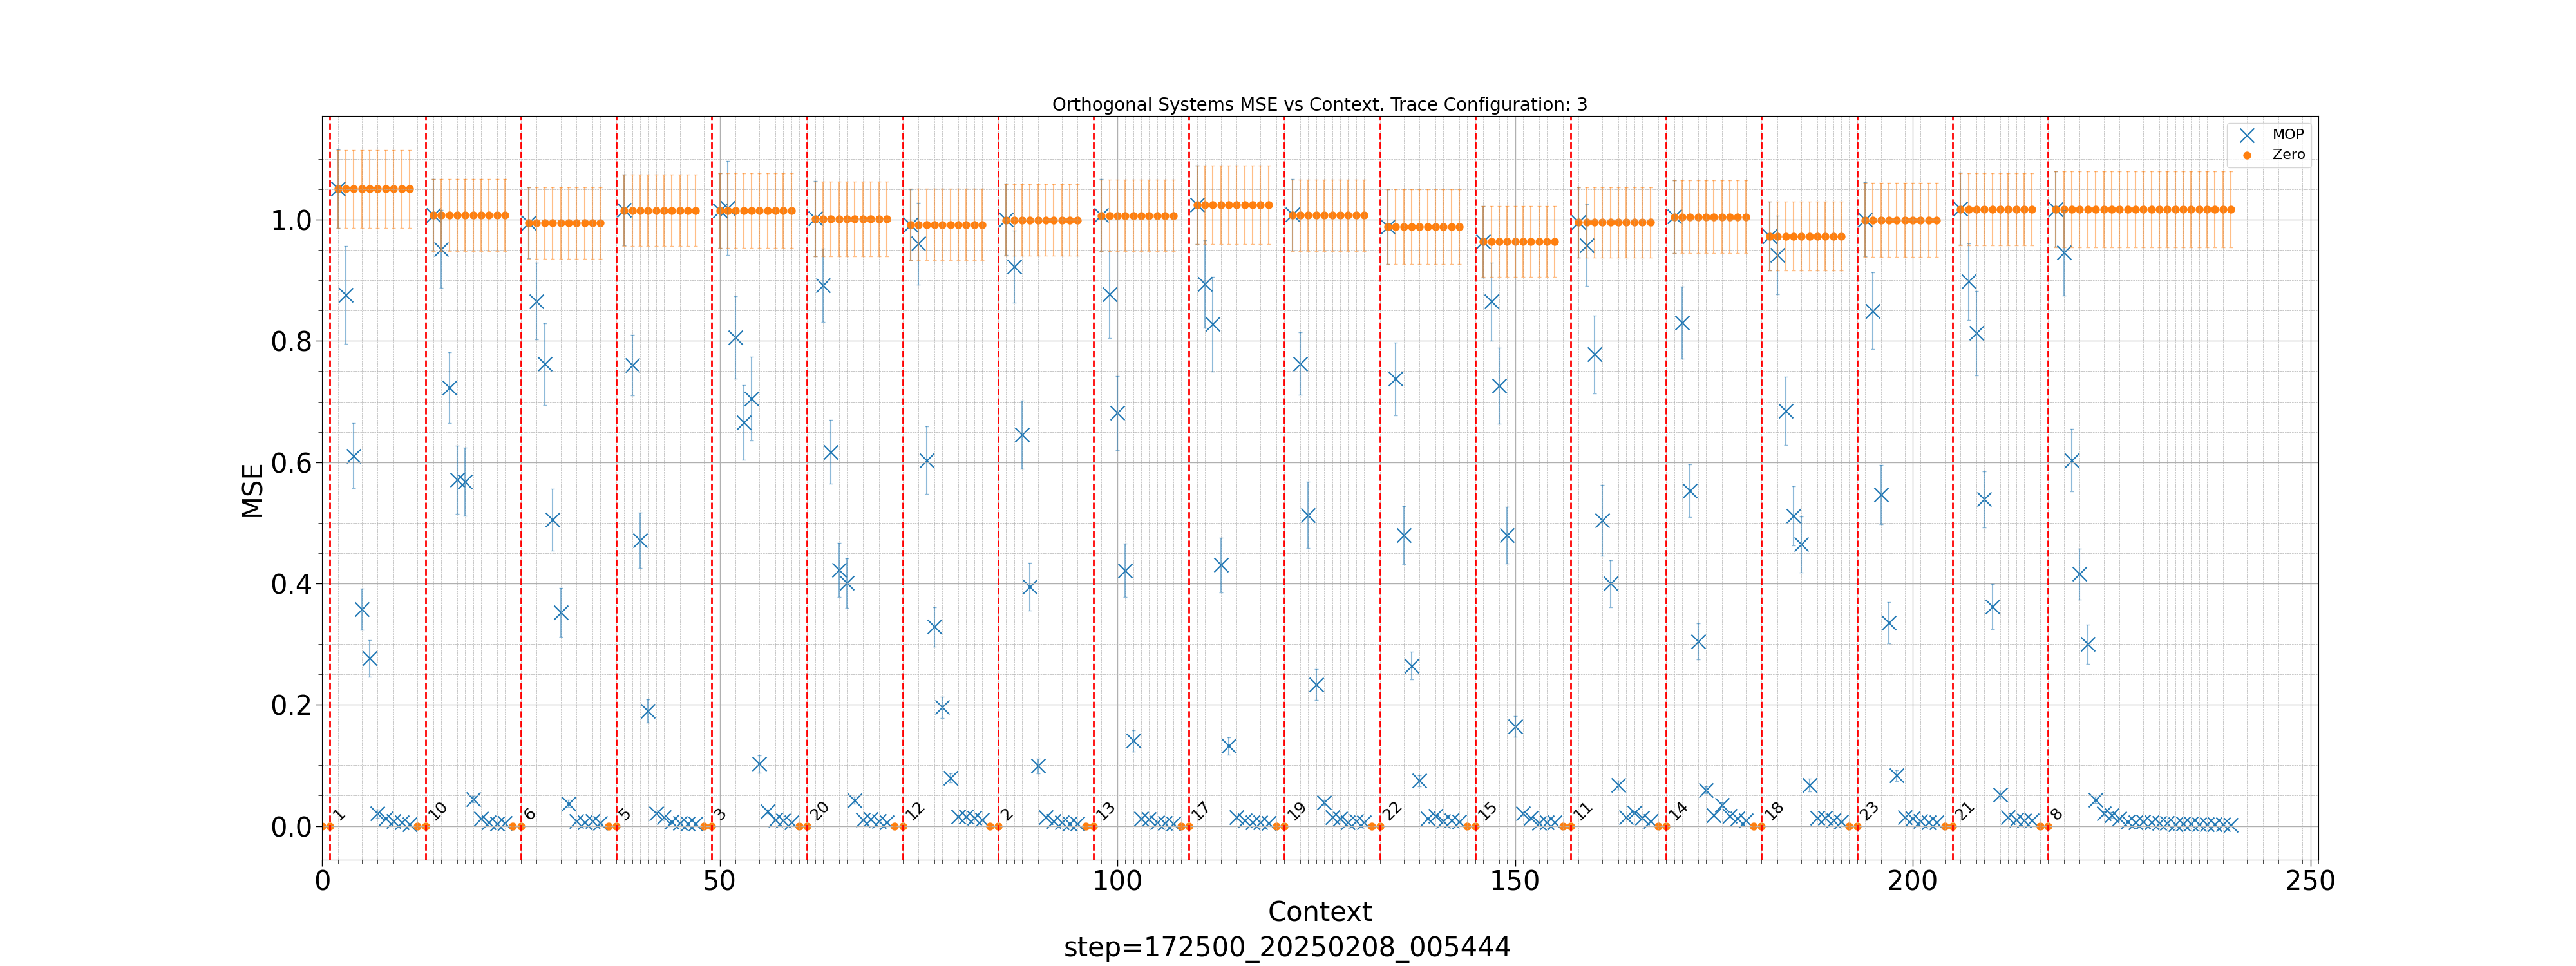 Orthogonal Systems MSE vs Context. Trace Configuration: 3
MOP
Zero
MSE
1.0
0.8
0.6
0.4
0.2
0.0
1 10 6 5 3 20 12 2 13 17 19 22 15 11 14 18 23 21 8
0 50 100 150 200 250
Context
step=172500_20250208_005444